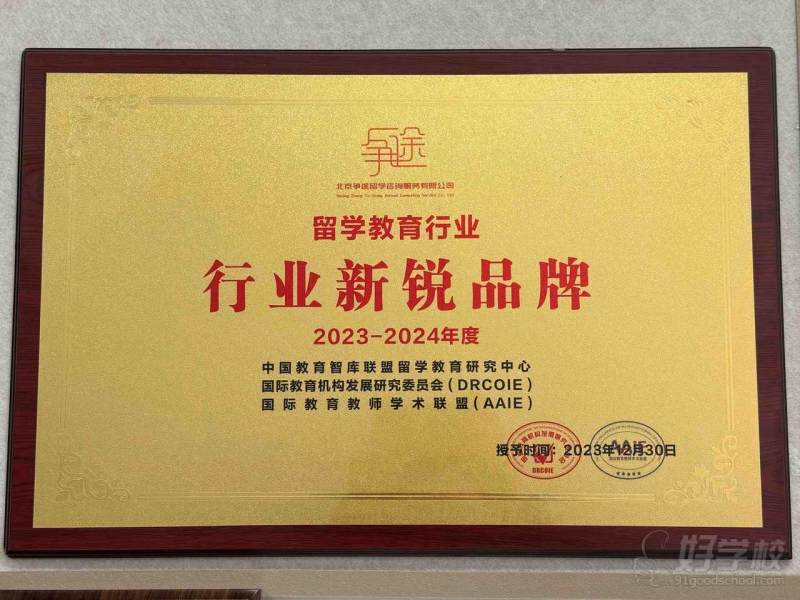 争途
北京争途留学咨询服务有限公司
留学教育行业
行业新锐品牌
2023-2024年度
中国教育智库联盟留学教育研究中心
国际教育机构发展研究委员会(DRCOIE)
国际教育教师学术联盟(AAIE)
授予时间：2023年12月30日
DRCOIE
AAIE
好学校
91goodschool.com